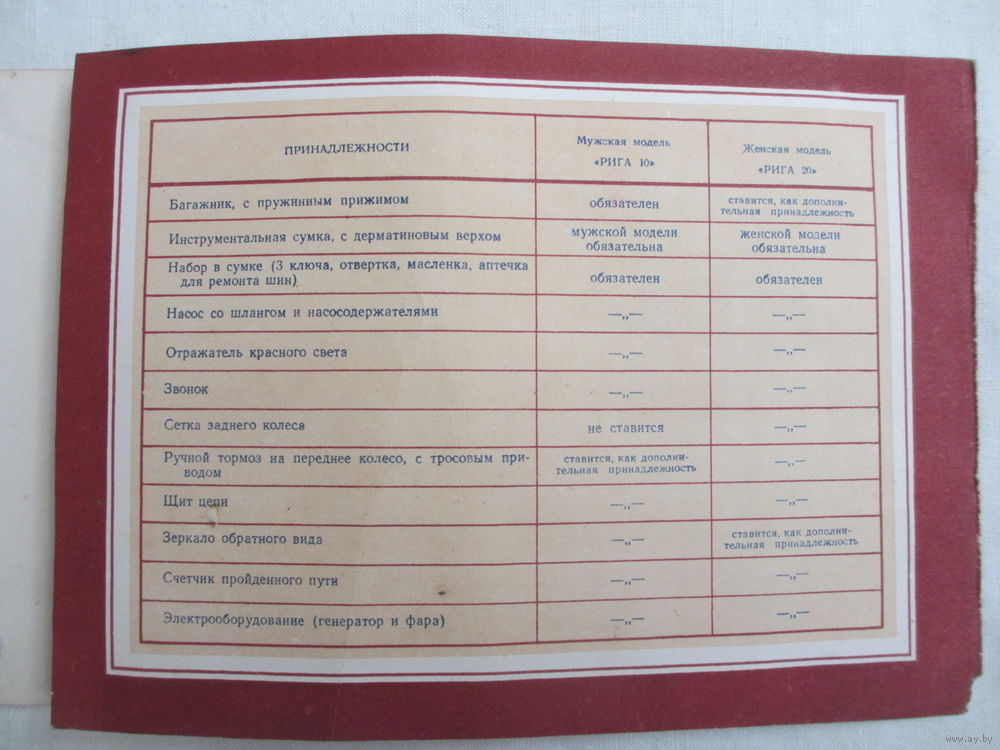 ПРИНАДЛЕЖНОСТИ
Мужская модель
«РИГА 10»
Женская модель
«РИГА 20»
Багажник, с пружинным прижимом
обязателен
ставится, как дополни-
тельная принадлежность
Инструментальная сумка, с дерматиновым верхом
мужской модели
обязательна
женской модели
обязательна
Набор в сумке (3 ключа, отвертка, масленка, аптечка
для ремонта шин)
обязателен
обязателен
Насос со шлангом и насосодержателями
—„—
—„—
Отражатель красного света
—„—
—„—
Звонок
—„—
—„—
Сетка заднего колеса
не ставится
—„—
Ручной тормоз на переднее колесо, с тросовым при-
водом
ставится, как дополни-
тельная принадлежность
—„—
Щит цепи
—„—
—„—
Зеркало обратного вида
—„—
ставится, как дополни-
тельная принадлежность
Счетчик пройденного пути
—„—
—„—
Электрооборудование (генератор и фара)
—„—
—„—
www.ay.by